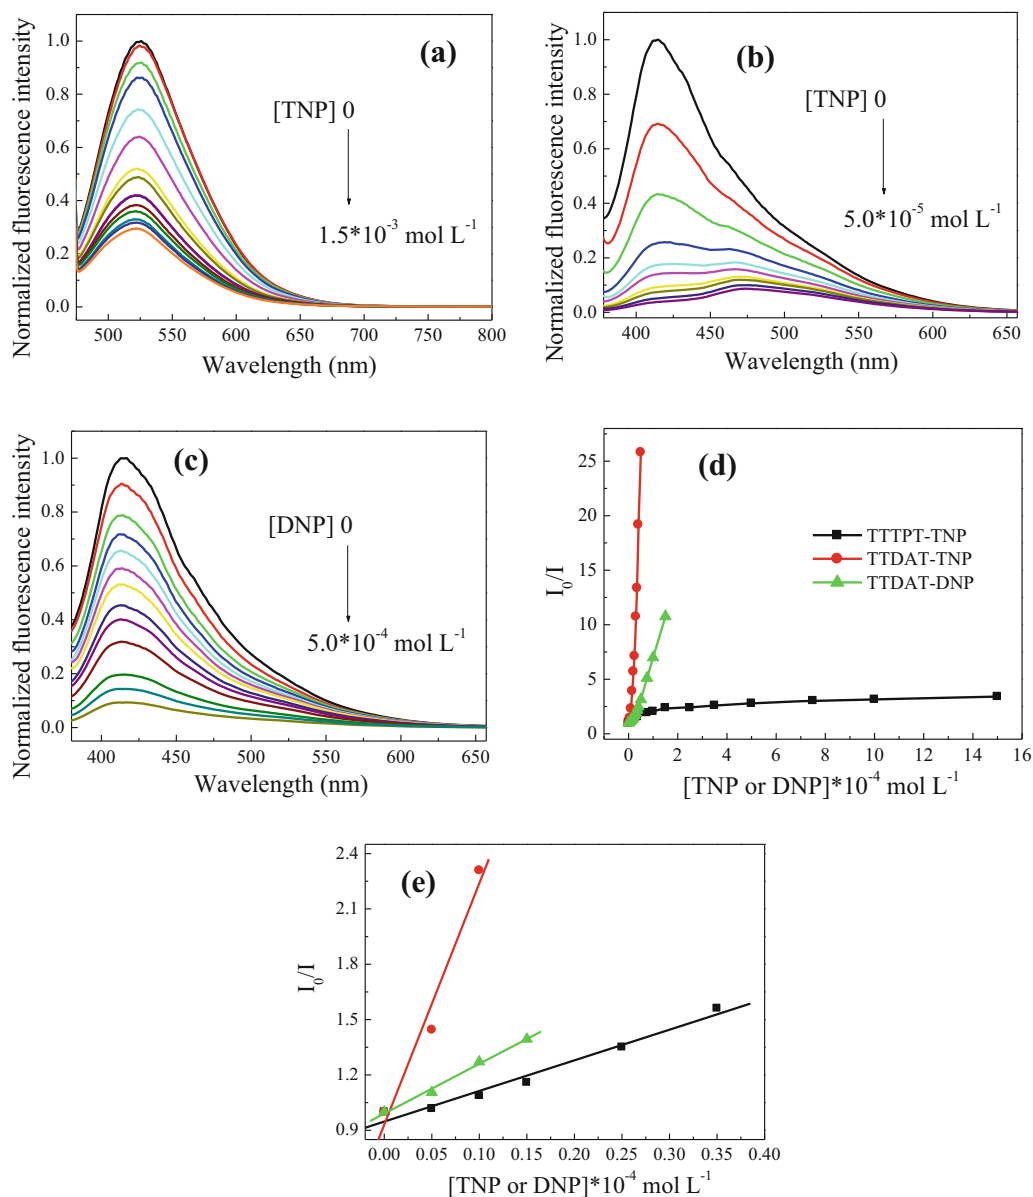 (a)
[TNP] 0
1.5*10-3 mol L-1
Normalized fluorescence intensity
1.0
0.8
0.6
0.4
0.2
0.0
500 550 600 650 700 750 800
Wavelength (nm)
(b)
[TNP] 0
5.0*10-5 mol L-1
Normalized fluorescence intensity
1.0
0.8
0.6
0.4
0.2
0.0
400 450 500 550 600 650
Wavelength (nm)
(c)
[DNP] 0
5.0*10-4 mol L-1
Normalized fluorescence intensity
1.0
0.8
0.6
0.4
0.2
0.0
400 450 500 550 600 650
Wavelength (nm)
(d)
TTTPT-TNP
TTDAT-TNP
TTDAT-DNP
I0/I
25
20
15
10
5
0
0 2 4 6 8 10 12 14 16
[TNP or DNP]*10-4 mol L-1
(e)
I0/I
2.4
2.1
1.8
1.5
1.2
0.9
0.00 0.05 0.10 0.15 0.20 0.25 0.30 0.35 0.40
[TNP or DNP]*10-4 mol L-1